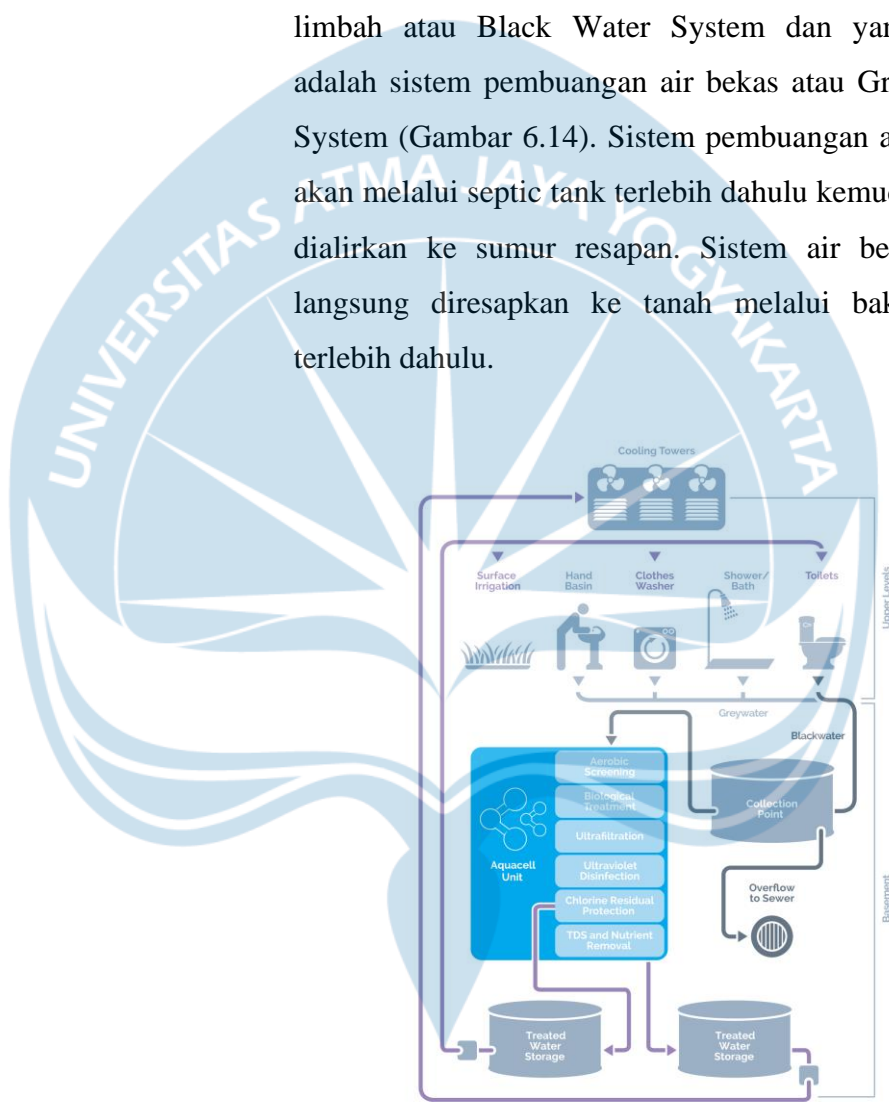 limbah atau Black Water System dan yan
adalah sistem pembuangan air bekas atau Gr
System (Gambar 6.14). Sistem pembuangan a
akan melalui septic tank terlebih dahulu kemu
dialirkan ke sumur resapan. Sistem air be
langsung diresapkan ke tanah melalui bak
terlebih dahulu.
UNIVERSITAS ATMA JAYA YOGYAKARTA
Cooling Towers
Surface
Irrigation
Hand
Basin
Clothes
Washer
Shower/
Bath
Toilets
Upper Levels
Greywater
Blackwater
Aerobic
Screening
Biological
Treatment
Ultrafiltration
Ultraviolet
Disinfection
Chlorine Residual
Protection
TDS and Nutrient
Removal
Aquacell
Unit
Collection
Point
Overflow
to Sewer
Basement
Treated
Water
Storage
Treated
Water
Storage